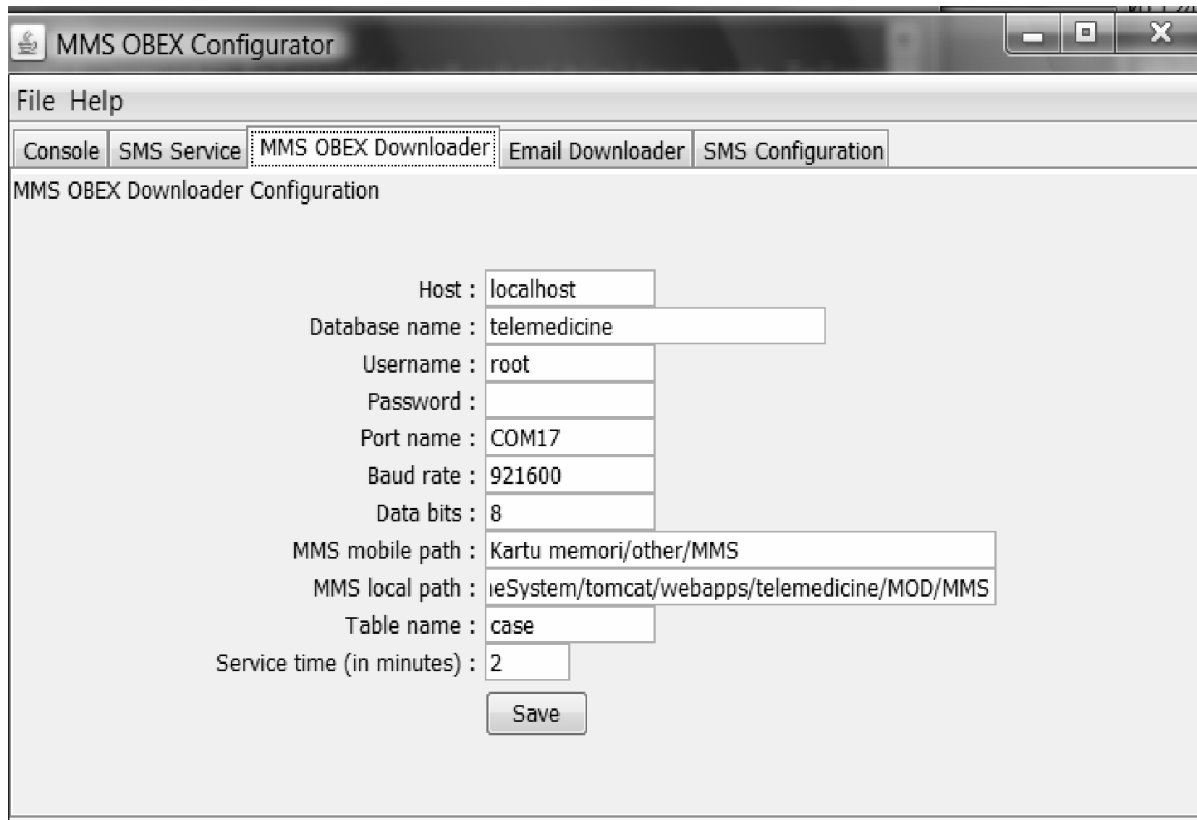 MMS OBEX Configurator
File Help
Console SMS Service MMS OBEX Downloader Email Downloader SMS Configuration
MMS OBEX Downloader Configuration
Host : localhost
Database name : telemedicine
Username : root
Password :
Port name : COM17
Baud rate : 921600
Data bits : 8
MMS mobile path : Kartu memori/other/MMS
MMS local path : eSystem/tomcat/webapps/telemedicine/MOD/MMS
Table name : case
Service time (in minutes) : 2
Save